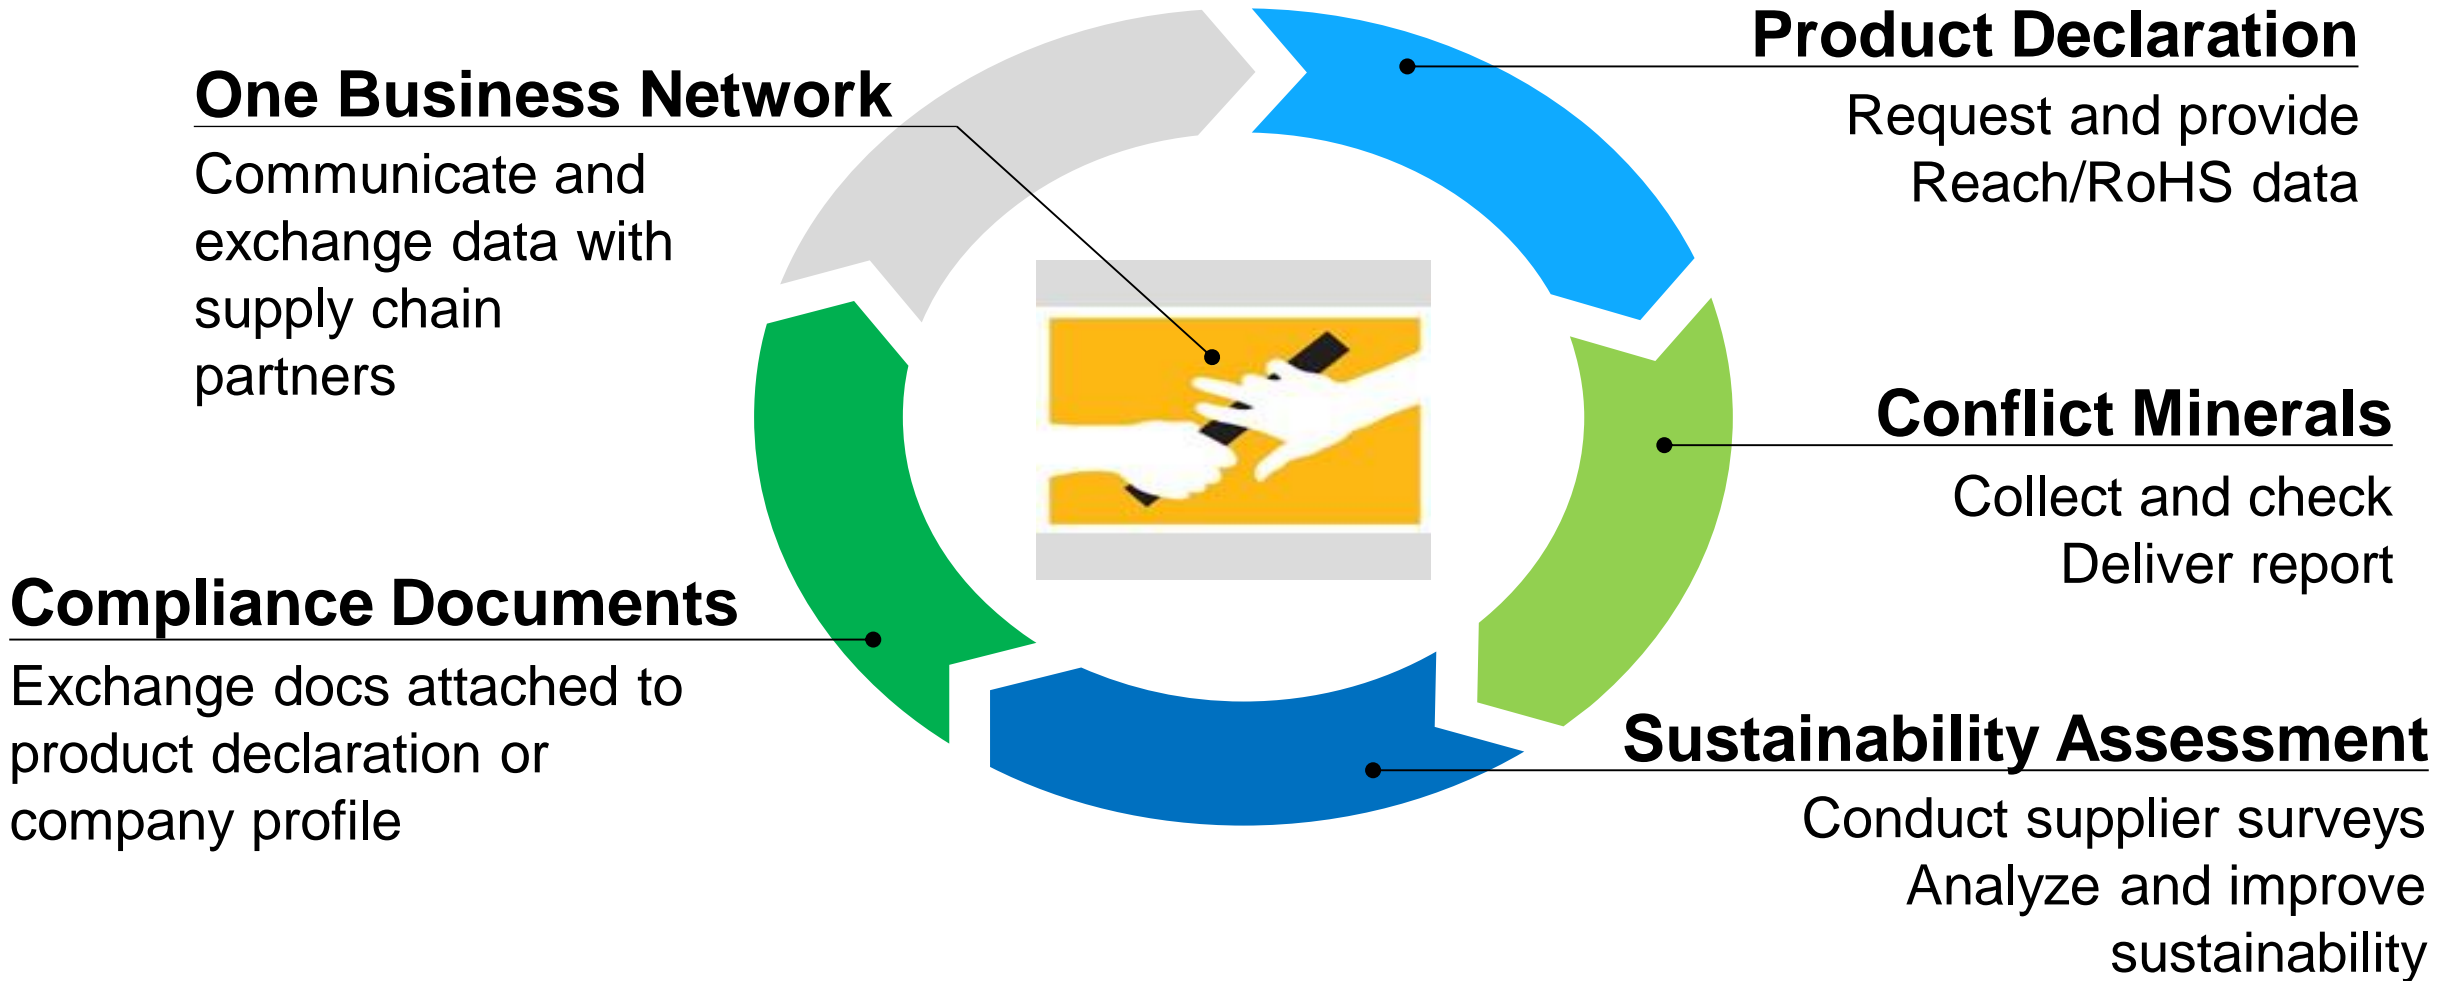 One Business Network
Communicate and
exchange data with
supply chain
partners
Product Declaration
Request and provide
Reach/RoHS data
Conflict Minerals
Collect and check
Deliver report
Sustainability Assessment
Conduct supplier surveys
Analyze and improve
sustainability
Compliance Documents
Exchange docs attached to
product declaration or
company profile